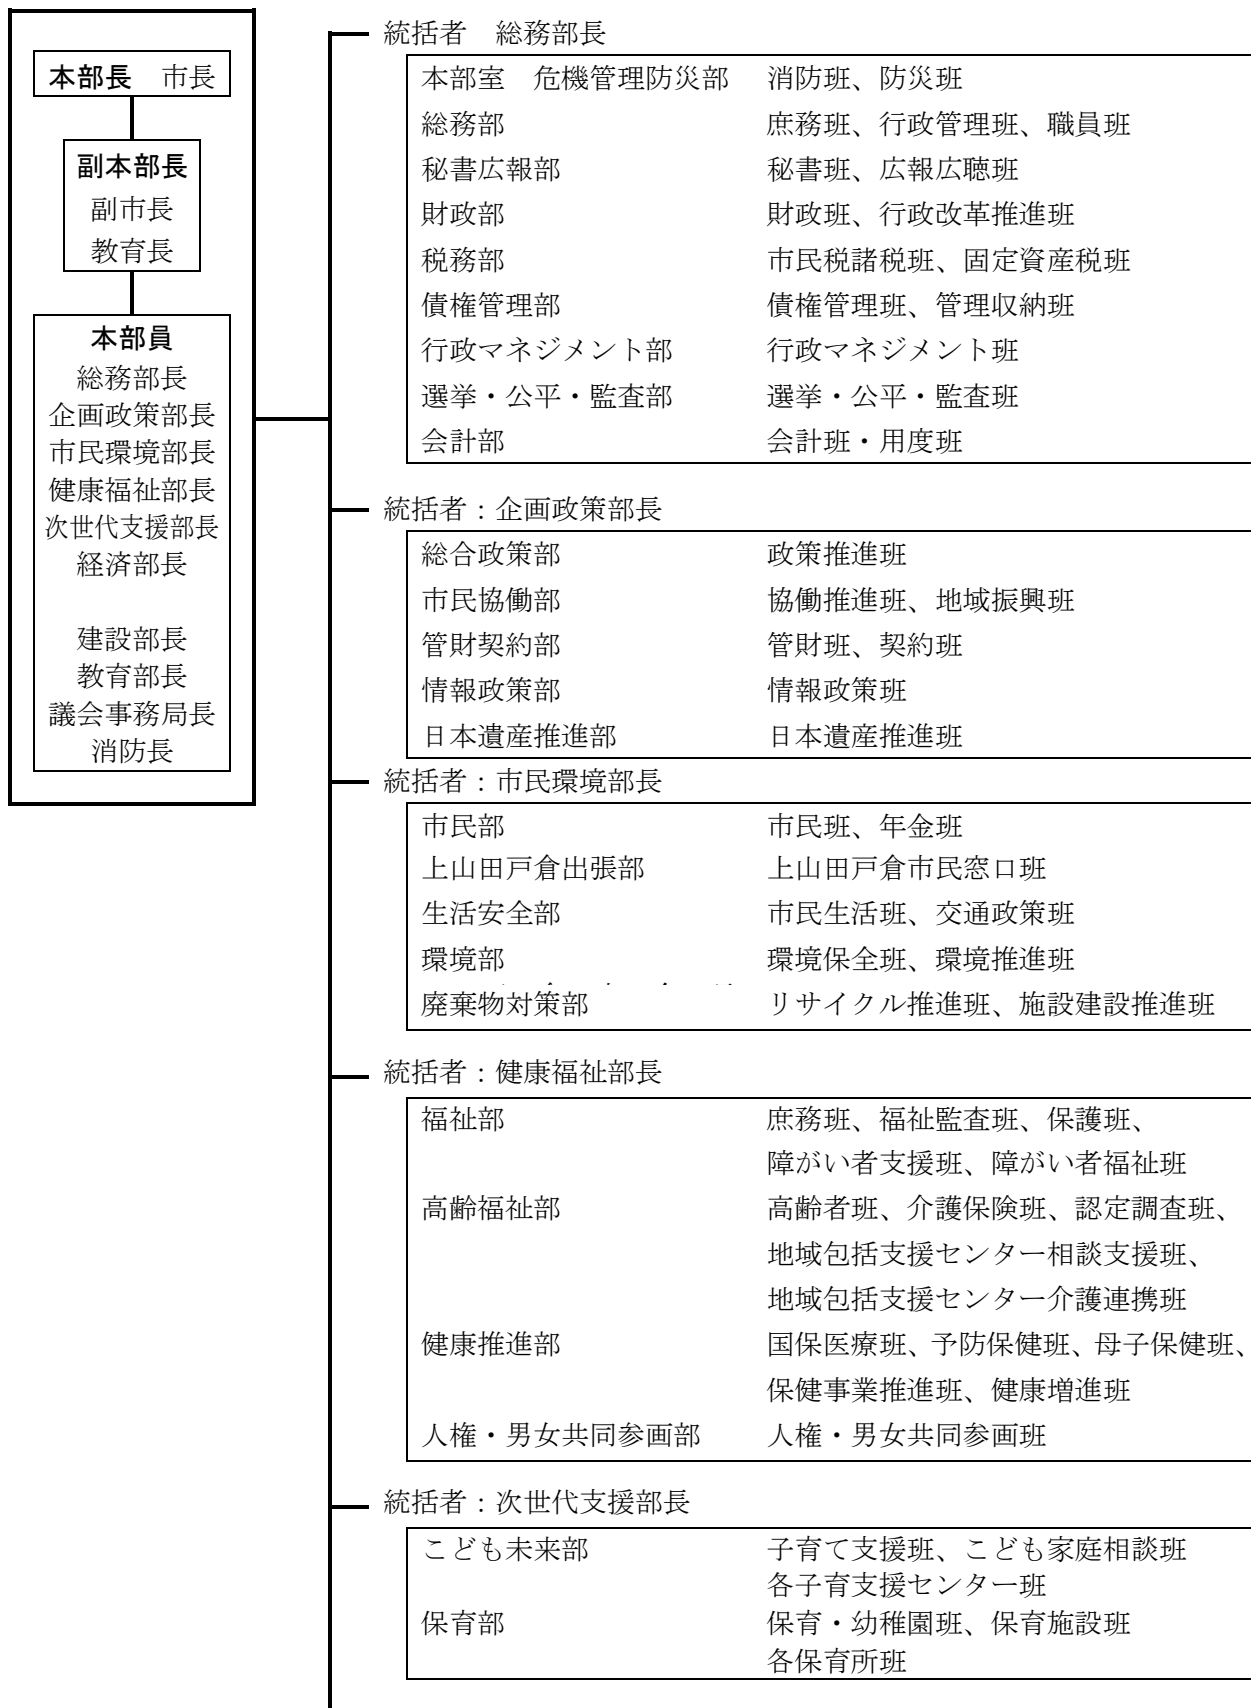 本部長　市長
副本部長
副市長
教育長
本部員
総務部長
企画政策部長
市民環境部長
健康福祉部長
次世代支援部長
経済部長
建設部長
教育部長
議会事務局長
消防長
統括者　総務部長
本部室　危機管理防災部　消防班、防災班
総務部　庶務班、行政管理班、職員班
秘書広報部　秘書班、広報広聴班
財政部　財政班、行政改革推進班
税務部　市民税諸税班、固定資産税班
債権管理部　債権管理班、管理収納班
行政マネジメント部　行政マネジメント班
選挙・公平・監査部　選挙・公平・監査班
会計部　会計班・用度班
統括者：企画政策部長
総合政策部　政策推進班
市民協働部　協働推進班、地域振興班
管財契約部　管財班、契約班
情報政策部　情報政策班
日本遺産推進部　日本遺産推進班
統括者：市民環境部長
市民部　市民班、年金班
上山田戸倉出張部　上山田戸倉市民窓口班
生活安全部　市民生活班、交通政策班
環境部　環境保全班、環境推進班
廃棄物対策部　リサイクル推進班、施設建設推進班
統括者：健康福祉部長
福祉部　庶務班、福祉監査班、保護班、
障がい者支援班、障がい者福祉班
高齢福祉部　高齢者班、介護保険班、認定調査班、
地域包括支援センター相談支援班、
地域包括支援センター介護連携班
健康推進部　国保医療班、予防保健班、母子保健班、
保健事業推進班、健康増進班
人権・男女共同参画部　人権・男女共同参画班
統括者：次世代支援部長
こども未来部　子育て支援班、こども家庭相談班
各子育支援センター班
保育部　保育・幼稚園班、保育施設班
各保育所班